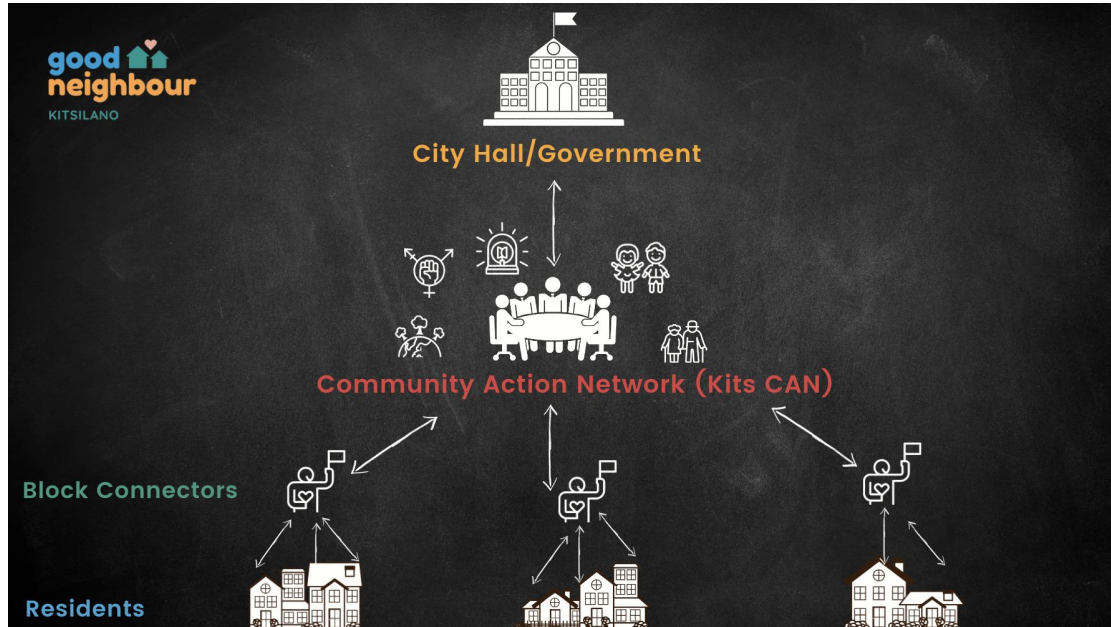 good
neighbour
KITSILANO
City Hall/Government
Community Action Network (Kits CAN)
Block Connectors
Residents